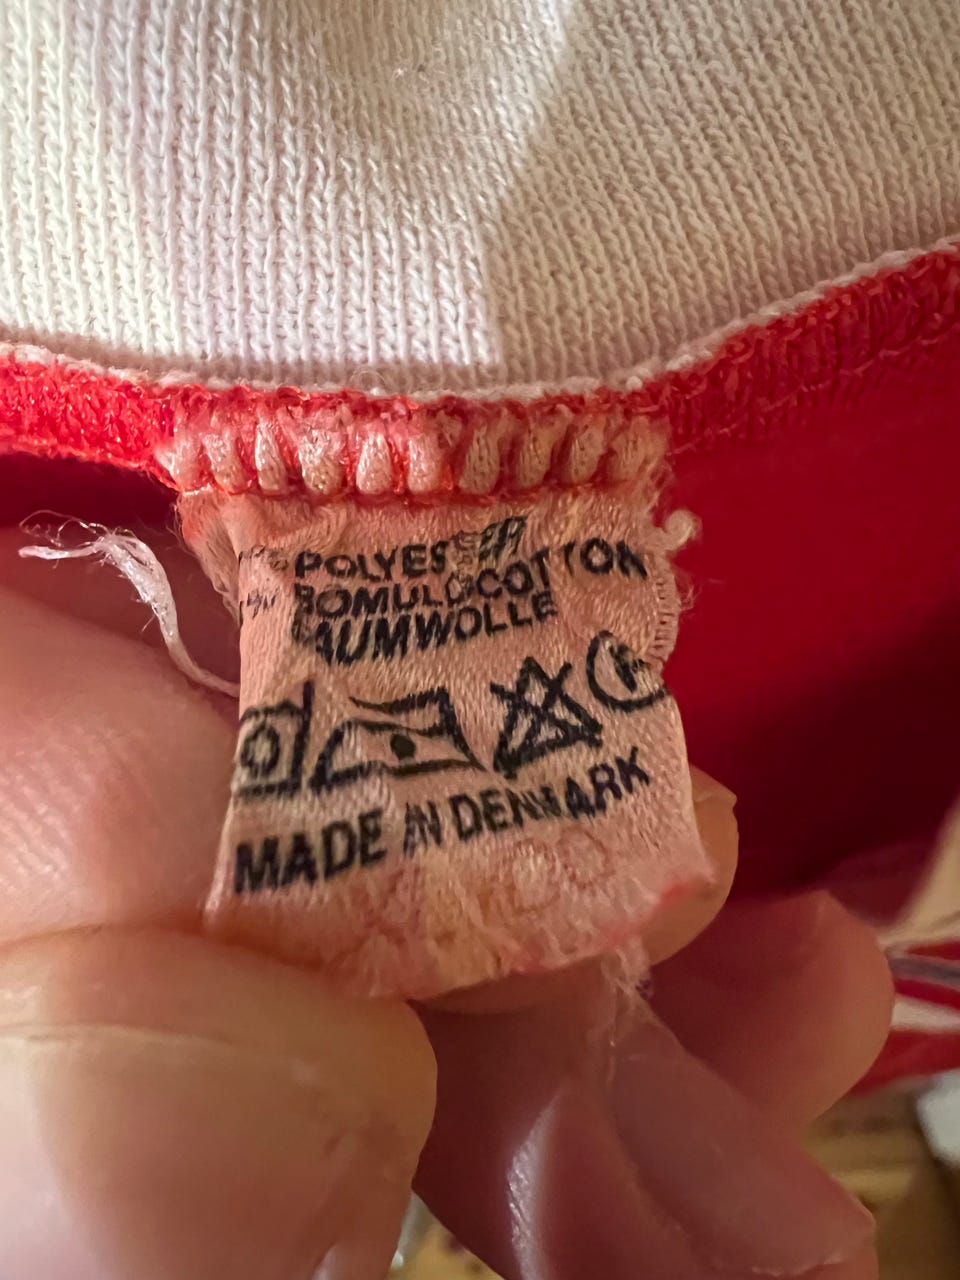 POLYESTER
BOMULD COTTON
BAUMWOLLE
MADE IN DENMARK